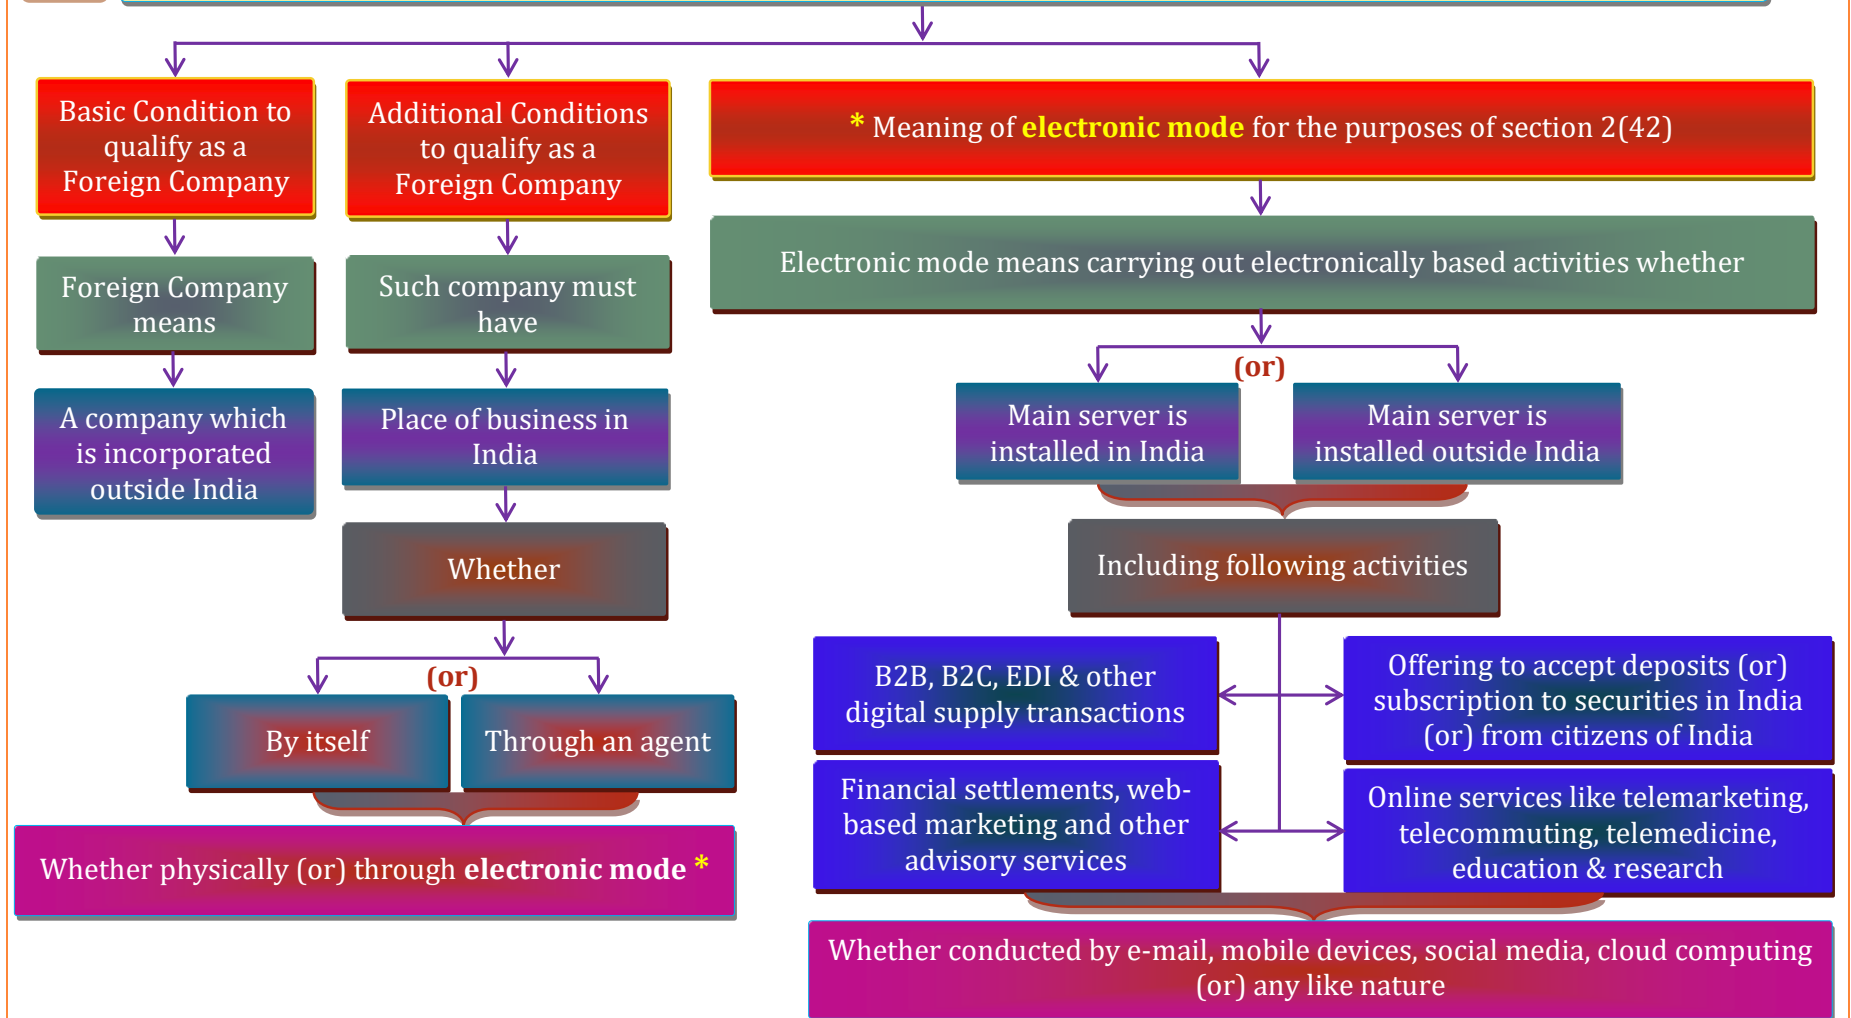 Basic Condition to
qualify as a
Foreign Company
Foreign Company
means
A company which
is incorporated
outside India
Additional Conditions
to qualify as a
Foreign Company
Such company must
have
Place of business in
India
Whether
(or)
By itself
Through an agent
Whether physically (or) through electronic mode *
* Meaning of electronic mode for the purposes of section 2(42)
Electronic mode means carrying out electronically based activities whether
(or)
Main server is
installed in India
Main server is
installed outside India
Including following activities
B2B, B2C, EDI & other
digital supply transactions
Offering to accept deposits (or)
subscription to securities in India
(or) from citizens of India
Financial settlements, web-
based marketing and other
advisory services
Online services like telemarketing,
telecommuting, telemedicine,
education & research
Whether conducted by e-mail, mobile devices, social media, cloud computing
(or) any like nature